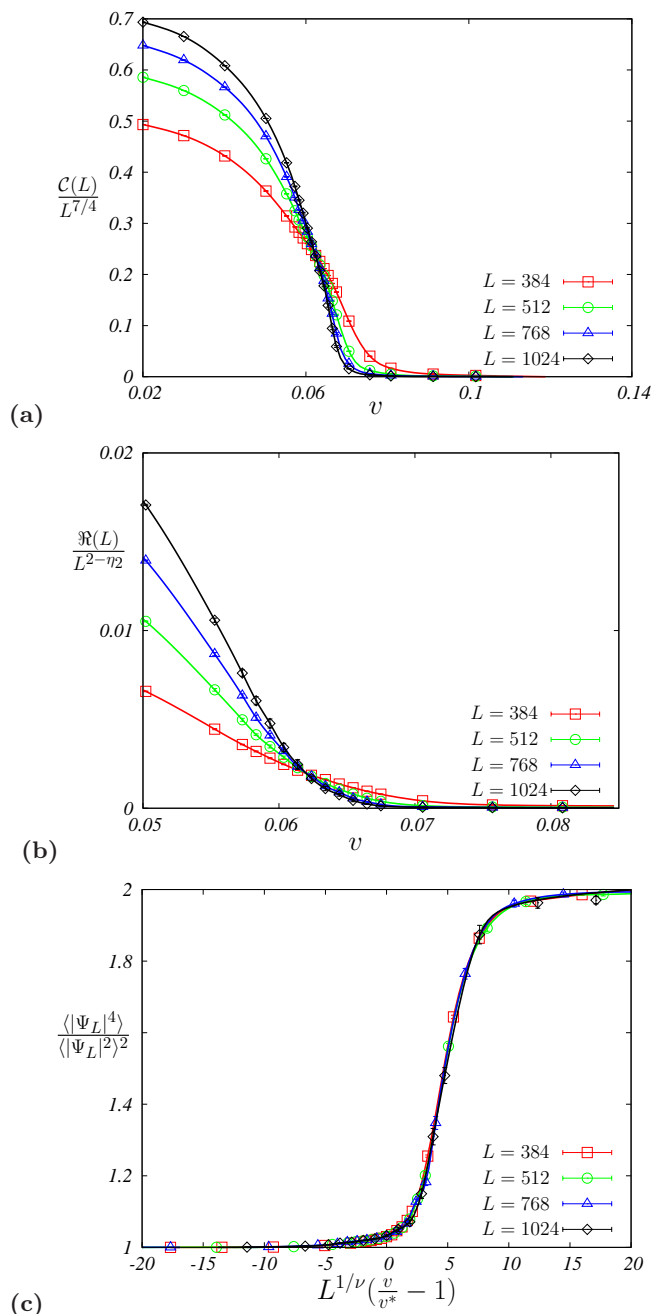 0.7
0.6
0.5
0.4
0.3
0.2
0.1
0
C(L) / L^{7/4}
L = 384
L = 512
L = 768
L = 1024
0.02 0.06 0.1 0.14
v
(a)
0.02
0.01
0
ℜ(L) / L^{2−η₂}
L = 384
L = 512
L = 768
L = 1024
0.05 0.06 0.07 0.08
v
(b)
2
1.8
1.6
1.4
1.2
1
⟨|Ψ_L|^4⟩ / ⟨|Ψ_L|^2⟩^2
L = 384
L = 512
L = 768
L = 1024
-20 -15 -10 -5 0 5 10 15 20
L^{1/ν}(v/v* − 1)
(c)